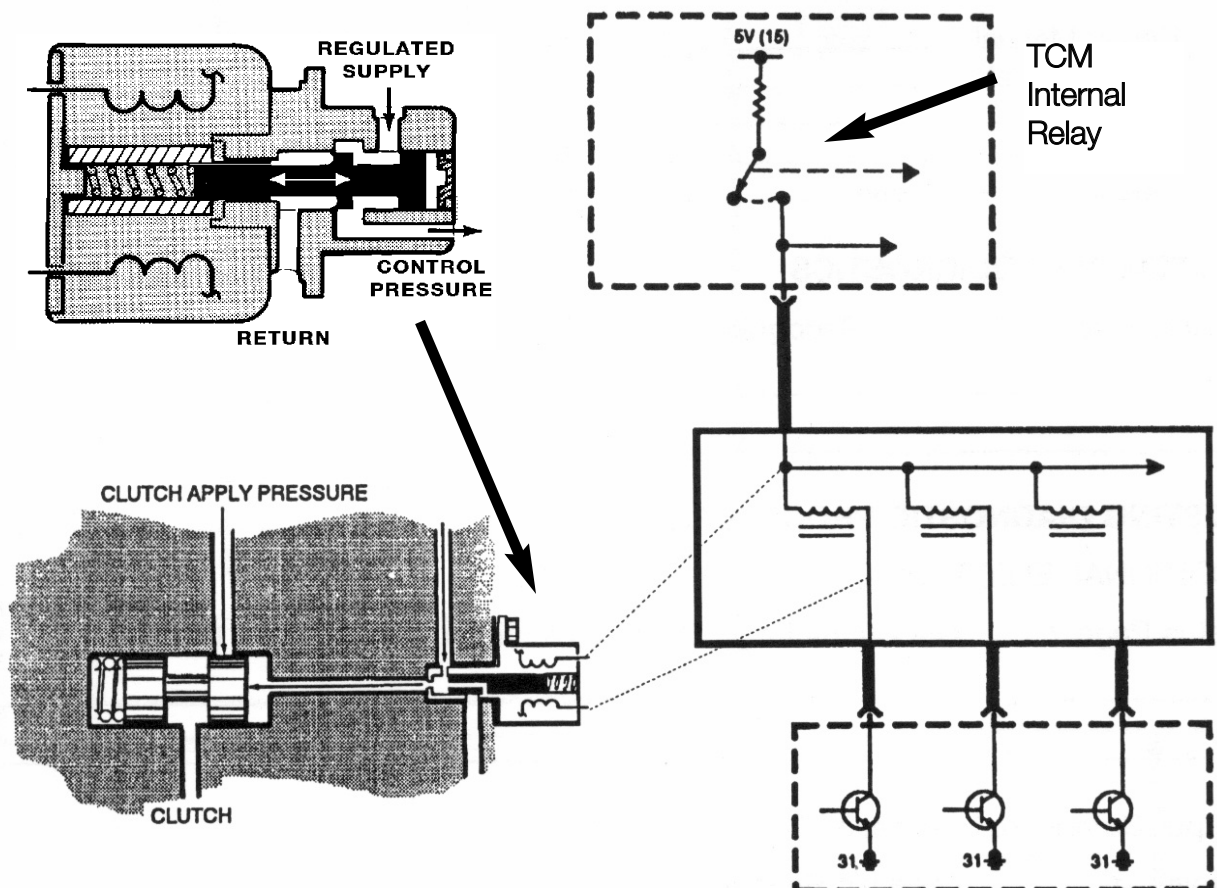 REGULATED
SUPPLY
CONTROL
PRESSURE
RETURN
5V (15)
TCM
Internal
Relay
CLUTCH APPLY PRESSURE
CLUTCH
31
31
31